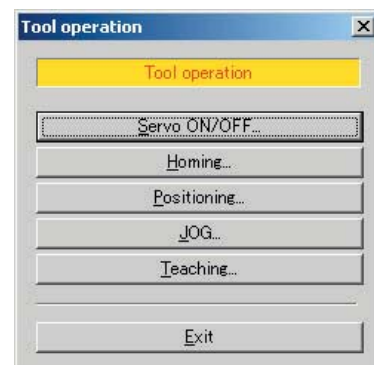 Tool operation
Tool operation
Servo ON/OFF...
Homing...
Positioning...
JOG...
Teaching...
Exit